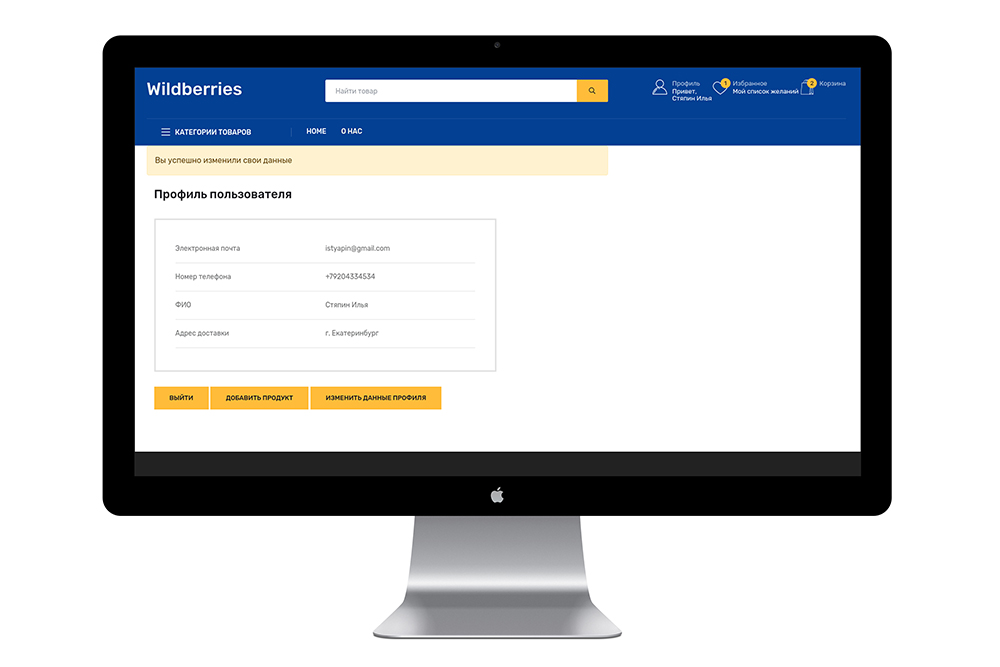 Wildberries
Найти товар
Профиль
Привет,
Стяпин Илья
1
Избранное
Мой список желаний
2
Корзина
КАТЕГОРИИ ТОВАРОВ
HOME
О НАС
Вы успешно изменили свои данные
Профиль пользователя
Электронная почта istyapin@gmail.com
Номер телефона +79204334534
ФИО Стяпин Илья
Адрес доставки г. Екатеринбург
ВЫЙТИ
ДОБАВИТЬ ПРОДУКТ
ИЗМЕНИТЬ ДАННЫЕ ПРОФИЛЯ